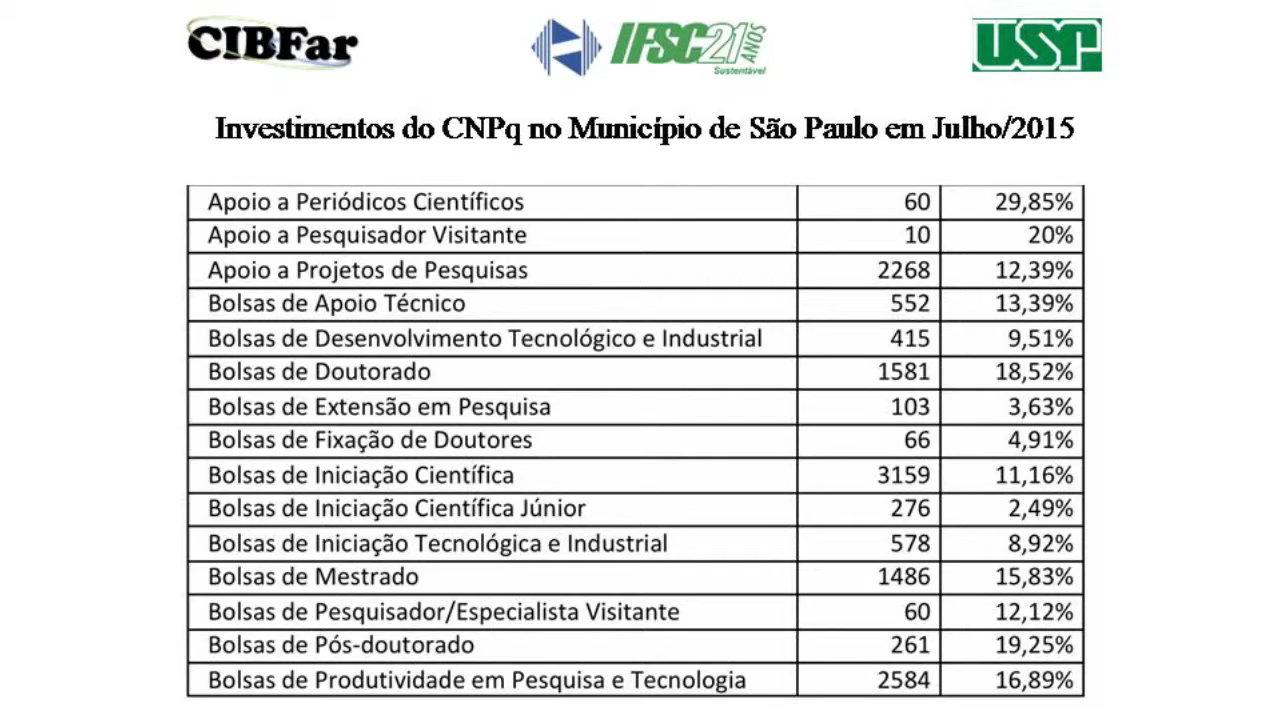 CIBFar
IFSC21 ANOS
Sustentável
USP
Investimentos do CNPq no Município de São Paulo em Julho/2015
Apoio a Periódicos Científicos 60 29,85%
Apoio a Pesquisador Visitante 10 20%
Apoio a Projetos de Pesquisas 2268 12,39%
Bolsas de Apoio Técnico 552 13,39%
Bolsas de Desenvolvimento Tecnológico e Industrial 415 9,51%
Bolsas de Doutorado 1581 18,52%
Bolsas de Extensão em Pesquisa 103 3,63%
Bolsas de Fixação de Doutores 66 4,91%
Bolsas de Iniciação Científica 3159 11,16%
Bolsas de Iniciação Científica Júnior 276 2,49%
Bolsas de Iniciação Tecnológica e Industrial 578 8,92%
Bolsas de Mestrado 1486 15,83%
Bolsas de Pesquisador/Especialista Visitante 60 12,12%
Bolsas de Pós-doutorado 261 19,25%
Bolsas de Produtividade em Pesquisa e Tecnologia 2584 16,89%